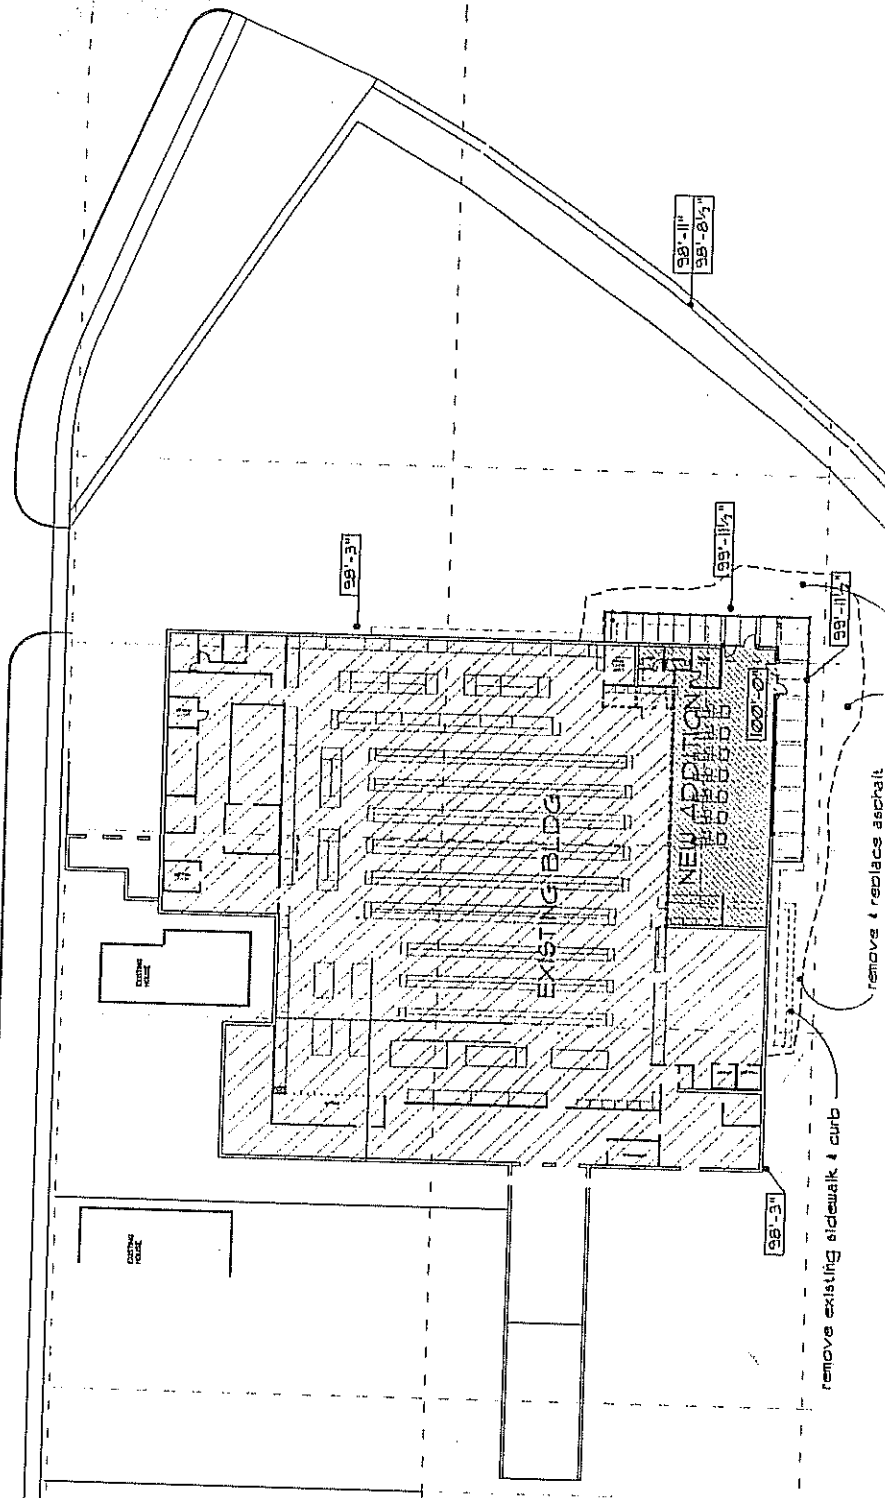 98'-11"
98'-8½"
98'-3"
99'-11½"
99'-11½"
100'-0"
NEW ADDITION
EXISTING BLDG
EXISTING
HOUSE
remove & replace asphalt
EXISTING
HOUSE
98'-3"
remove existing sidewalk & curb